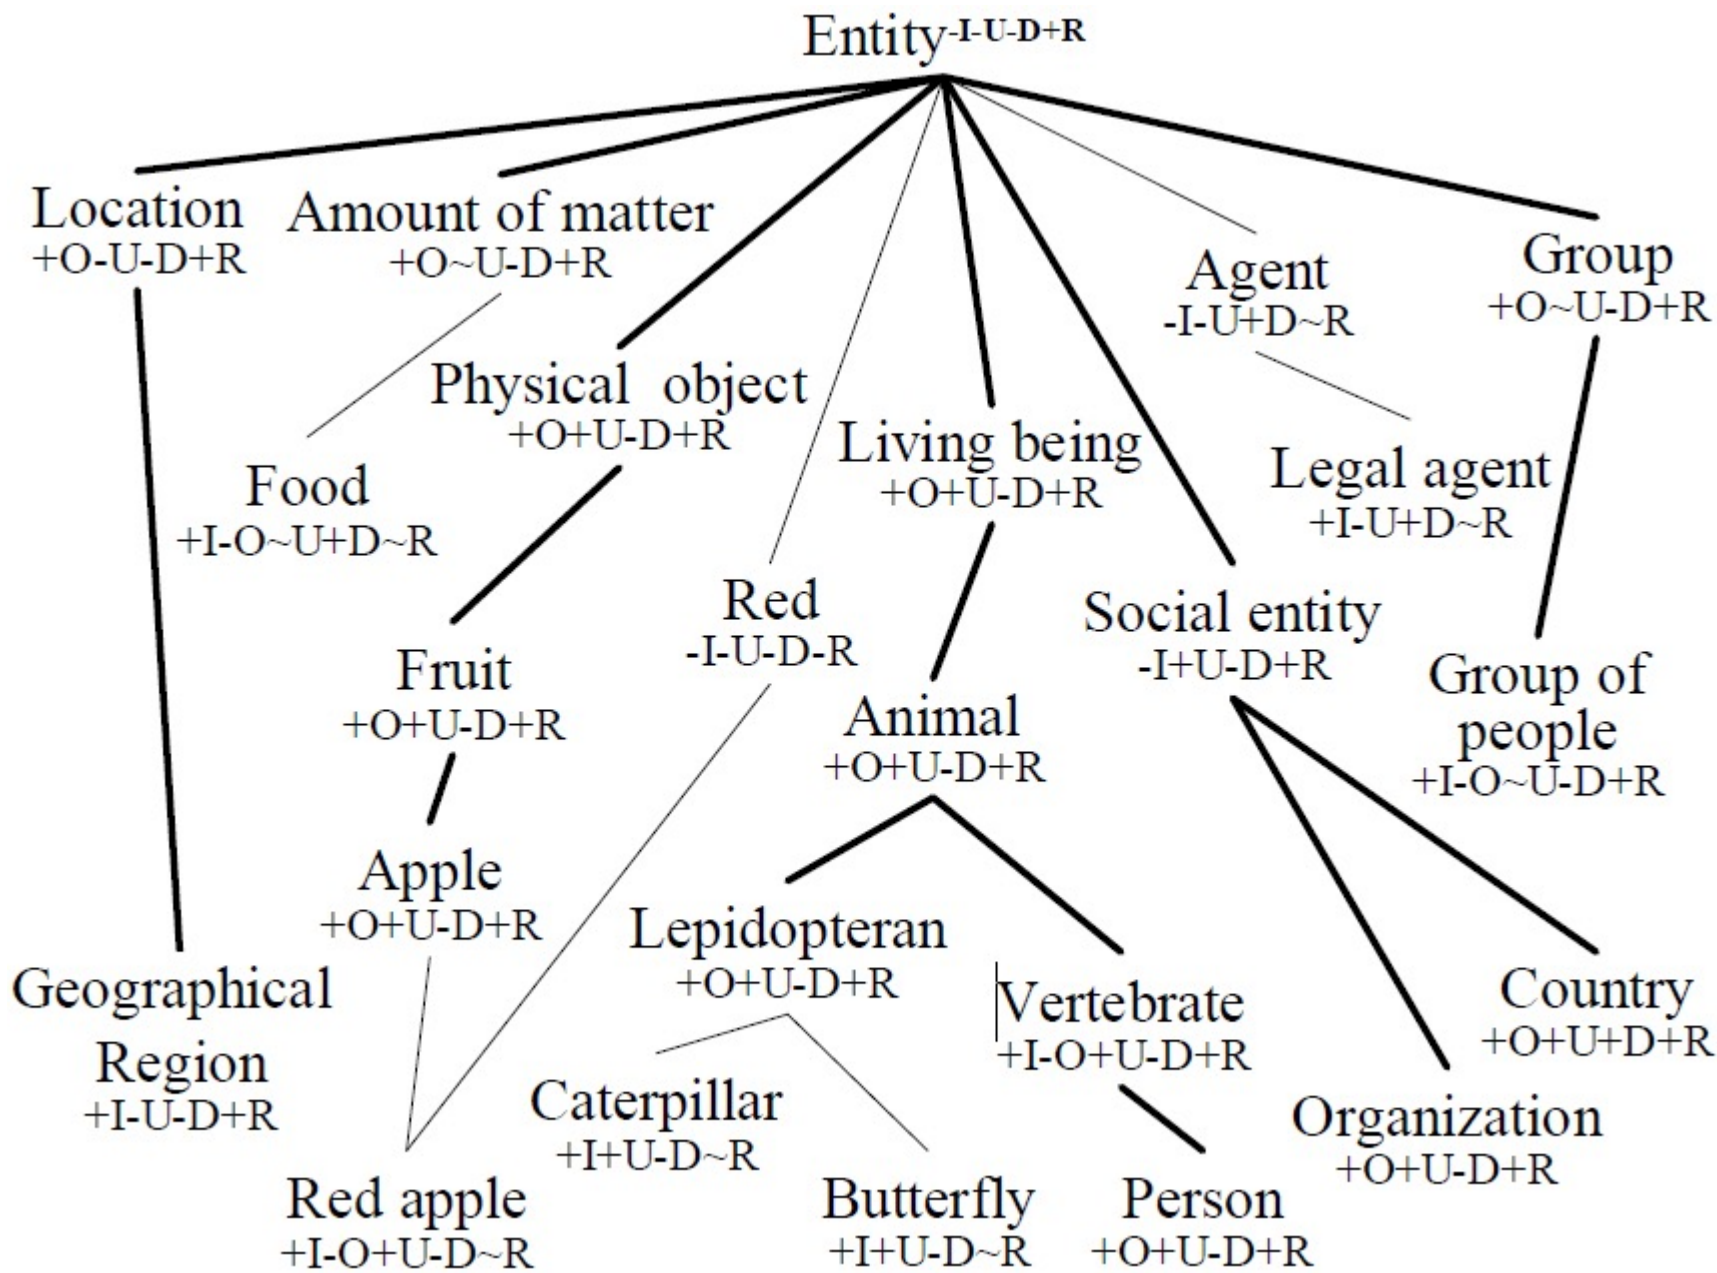 Entity-I-U-D+R
Location
+O-U-D+R
Amount of matter
+O~U-D+R
Agent
-I-U+D~R
Group
+O~U-D+R
Physical object
+O+U-D+R
Living being
+O+U-D+R
Legal agent
+I-U+D~R
Food
+I-O~U+D~R
Red
-I-U-D-R
Social entity
-I+U-D+R
Fruit
+O+U-D+R
Animal
+O+U-D+R
Group of
people
+I-O~U-D+R
Apple
+O+U-D+R
Lepidopteran
+O+U-D+R
Geographical
Region
+I-U-D+R
Vertebrate
+I-O+U-D+R
Country
+O+U+D+R
Caterpillar
+I+U-D~R
Organization
+O+U-D+R
Red apple
+I-O+U-D~R
Butterfly
+I+U-D~R
Person
+O+U-D+R